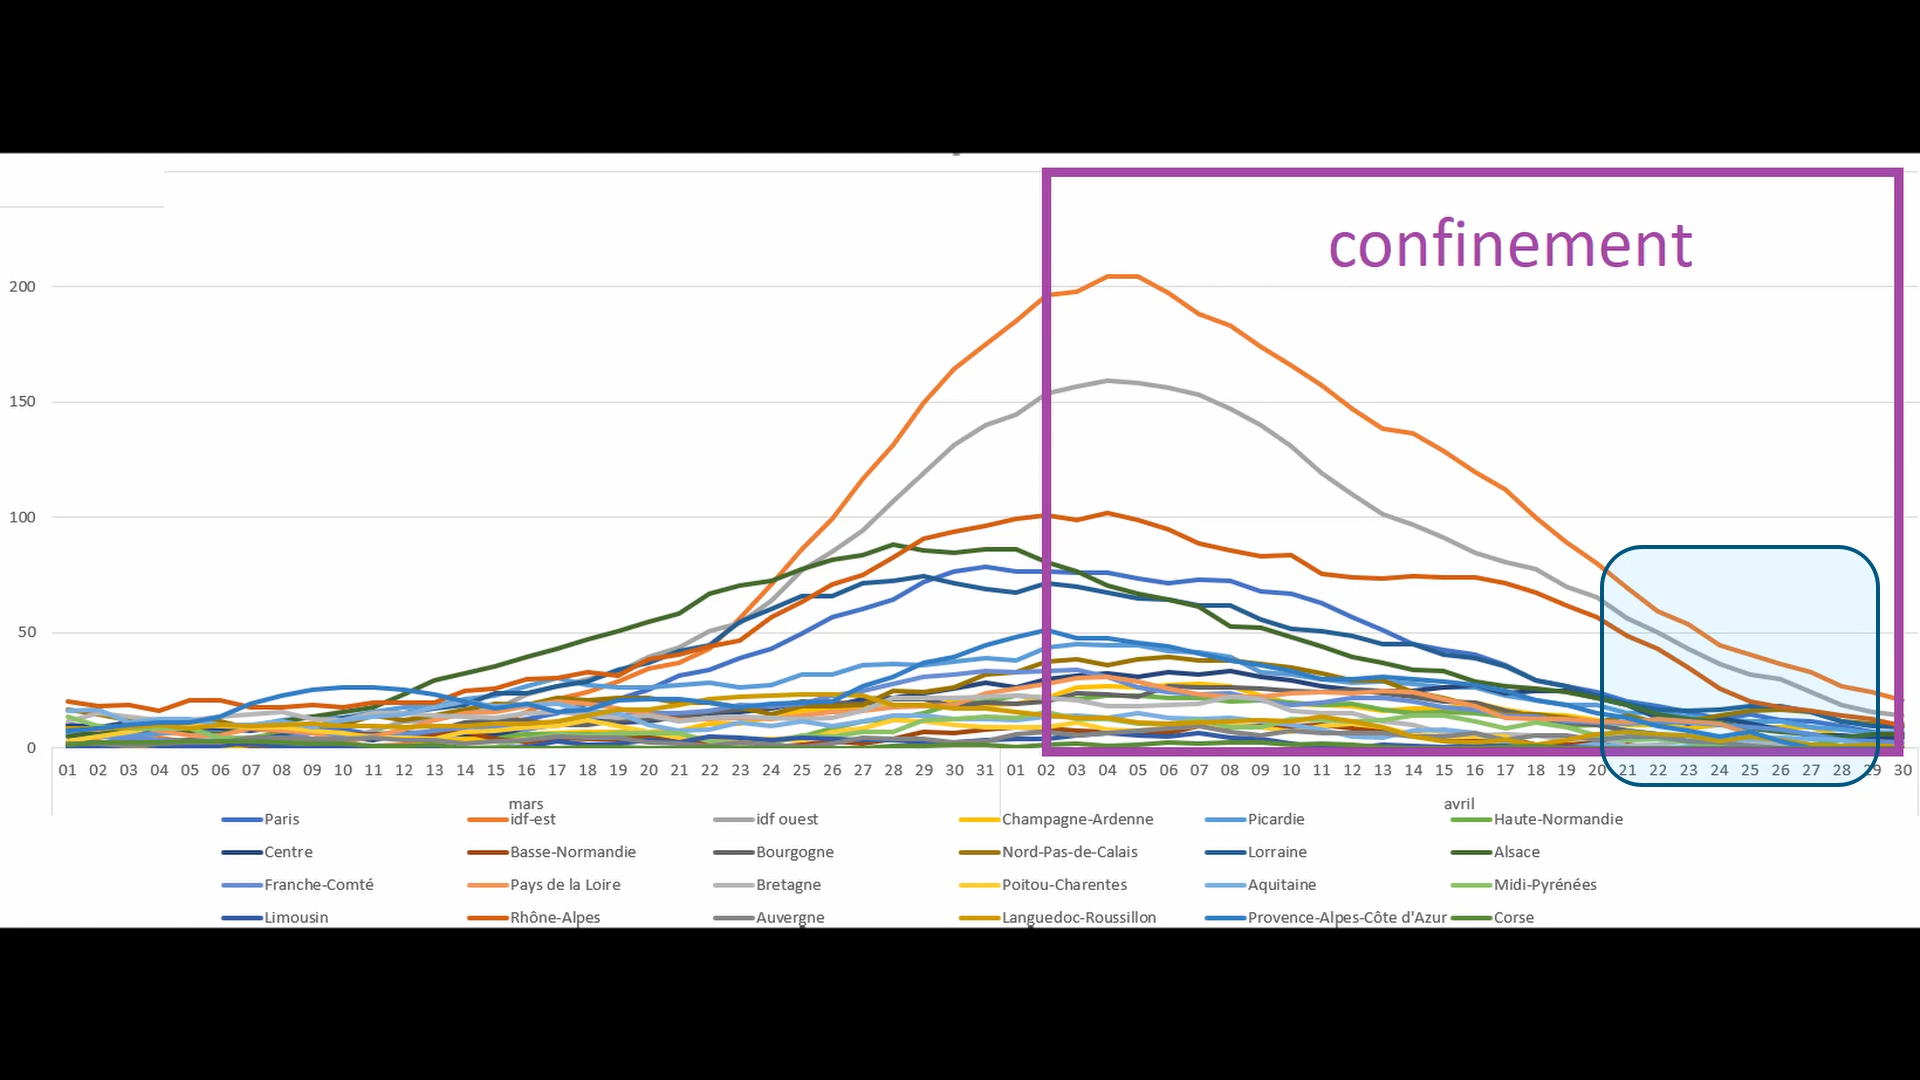 confinement
200
150
100
50
0
01 02 03 04 05 06 07 08 09 10 11 12 13 14 15 16 17 18 19 20 21 22 23 24 25 26 27 28 29 30 31 01 02 03 04 05 06 07 08 09 10 11 12 13 14 15 16 17 18 19 20 21 22 23 24 25 26 27 28 29 30
mars avril
Paris idf-est idf ouest Champagne-Ardenne Picardie Haute-Normandie
Centre Basse-Normandie Bourgogne Nord-Pas-de-Calais Lorraine Alsace
Franche-Comté Pays de la Loire Bretagne Poitou-Charentes Aquitaine Midi-Pyrénées
Limousin Rhône-Alpes Auvergne Languedoc-Roussillon Provence-Alpes-Côte d'Azur Corse